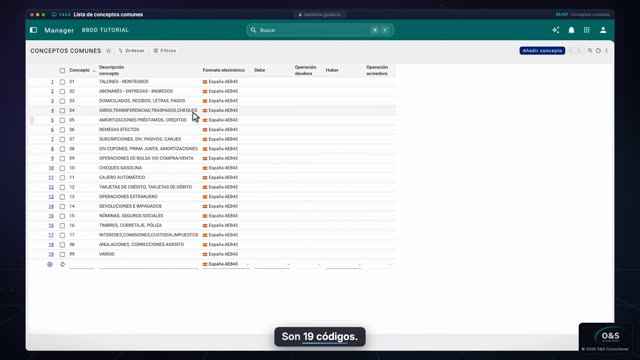 PASO Lista de conceptos comunes
Manager BBDD TUTORIAL
Buscar
CONCEPTOS COMUNES
Ordenar
Filtros
Añadir concepto
Concepto Descripción concepto Formato electrónico Debe Operación deudora Haber Operación acreedora
1 01 TALONES - REINTEGROS España AEB43
2 02 ABONARÉS - ENTREGAS - INGRESOS España AEB43
3 03 DOMICILIADOS, RECIBOS, LETRAS, PAGOS España AEB43
4 04 GIROS,TRANSFERENCIAS,TRASPASOS,CHEQUES España AEB43
5 05 AMORTIZACIONES PRÉSTAMOS, CREDITOS España AEB43
6 06 REMESAS EFECTOS España AEB43
7 07 SUSCRIPCIONES, DIV. PASIVOS, CANJES España AEB43
8 08 DIV.CUPONES, PRIMA JUNTA, AMORTIZACIONES España AEB43
9 09 OPERACIONES DE BOLSA Y/O COMPRA/VENTA España AEB43
10 10 CHEQUES GASOLINA España AEB43
11 11 CAJERO AUTOMÁTICO España AEB43
12 12 TARJETAS DE CRÉDITO, TARJETAS DE DÉBITO España AEB43
13 13 OPERACIONES EXTRANJERO España AEB43
14 14 DEVOLUCIONES E IMPAGADOS España AEB43
15 15 NÓMINAS, SEGUROS SOCIALES España AEB43
16 16 TIMBRES, CORRETAJE, PÓLIZA España AEB43
17 17 INTERESES,COMISIONES,CUSTODIA,IMPUESTOS España AEB43
18 98 ANULACIONES, CORRECCIONES ASIENTO España AEB43
19 99 VARIOS España AEB43
España AEB43
Son 19 códigos.
O&S
© 2026 O&S Consultores